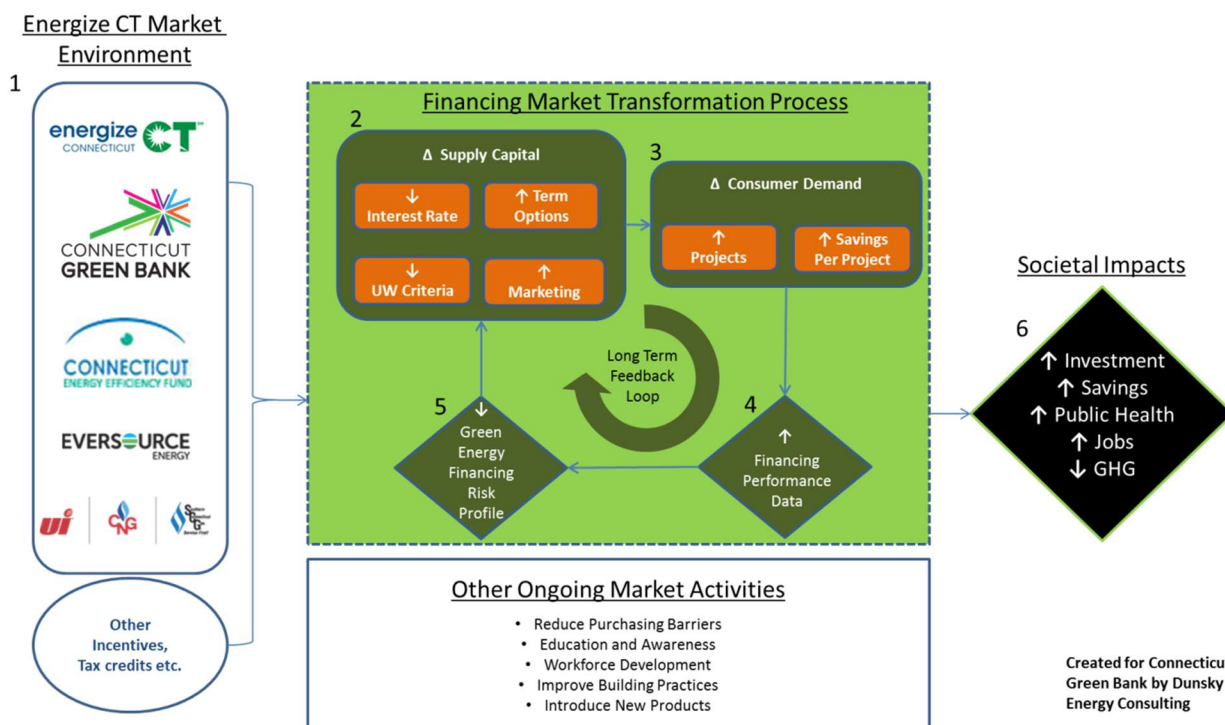 Energize CT Market
Environment
1
energize
CONNECTICUT
CT
CONNECTICUT
GREEN BANK
CONNECTICUT
ENERGY EFFICIENCY FUND
EVERSOURCE
ENERGY
ui
CNG
Other
Incentives,
Tax credits etc.
Financing Market Transformation Process
2
Δ Supply Capital
↓
Interest Rate
↑ Term
Options
↓
UW Criteria
↑
Marketing
3
Δ Consumer Demand
↑
Projects
↑ Savings
Per Project
Long Term
Feedback
Loop
4
↑
Financing
Performance
Data
5
↓
Green
Energy
Financing
Risk
Profile
Other Ongoing Market Activities
• Reduce Purchasing Barriers
• Education and Awareness
• Workforce Development
• Improve Building Practices
• Introduce New Products
Societal Impacts
6
↑ Investment
↑ Savings
↑ Public Health
↑ Jobs
↓ GHG
Created for Connecticu
Green Bank by Dunsky
Energy Consulting